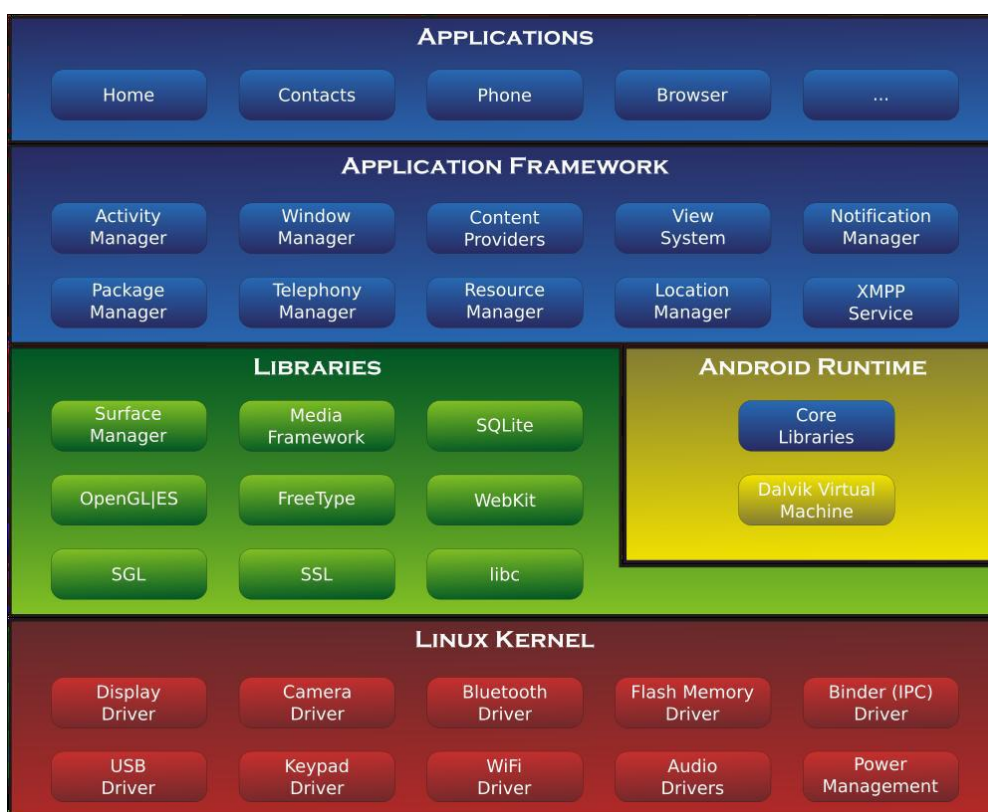 APPLICATIONS
Home
Contacts
Phone
Browser
...
APPLICATION FRAMEWORK
Activity
Manager
Window
Manager
Content
Providers
View
System
Notification
Manager
Package
Manager
Telephony
Manager
Resource
Manager
Location
Manager
XMPP
Service
LIBRARIES
Surface
Manager
Media
Framework
SQLite
OpenGL|ES
FreeType
WebKit
SGL
SSL
libc
ANDROID RUNTIME
Core
Libraries
Dalvik Virtual
Machine
LINUX KERNEL
Display
Driver
Camera
Driver
Bluetooth
Driver
Flash Memory
Driver
Binder (IPC)
Driver
USB
Driver
Keypad
Driver
WiFi
Driver
Audio
Drivers
Power
Management